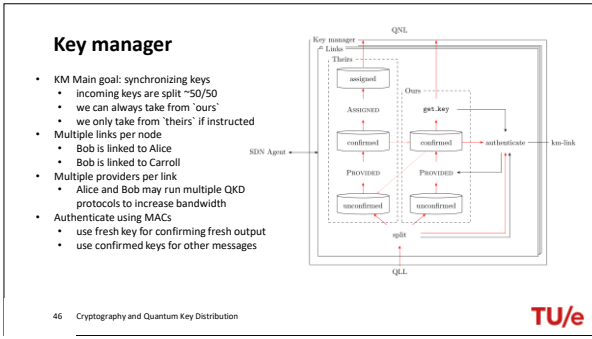 Key manager
• KM Main goal: synchronizing keys
• incoming keys are split ~50/50
• we can always take from `ours`
• we only take from `theirs` if instructed
• Multiple links per node
• Bob is linked to Alice
• Bob is linked to Carroll
• Multiple providers per link
• Alice and Bob may run multiple QKD
protocols to increase bandwidth
• Authenticate using MACs
• use fresh key for confirming fresh output
• use confirmed keys for other messages
QNL
Key manager
Links
Theirs
assigned
Ours
ASSIGNED
get_key
confirmed
confirmed
authenticate
km-link
SDN Agent
PROVIDED
PROVIDED
unconfirmed
unconfirmed
split
QLL
46 Cryptography and Quantum Key Distribution
TU/e